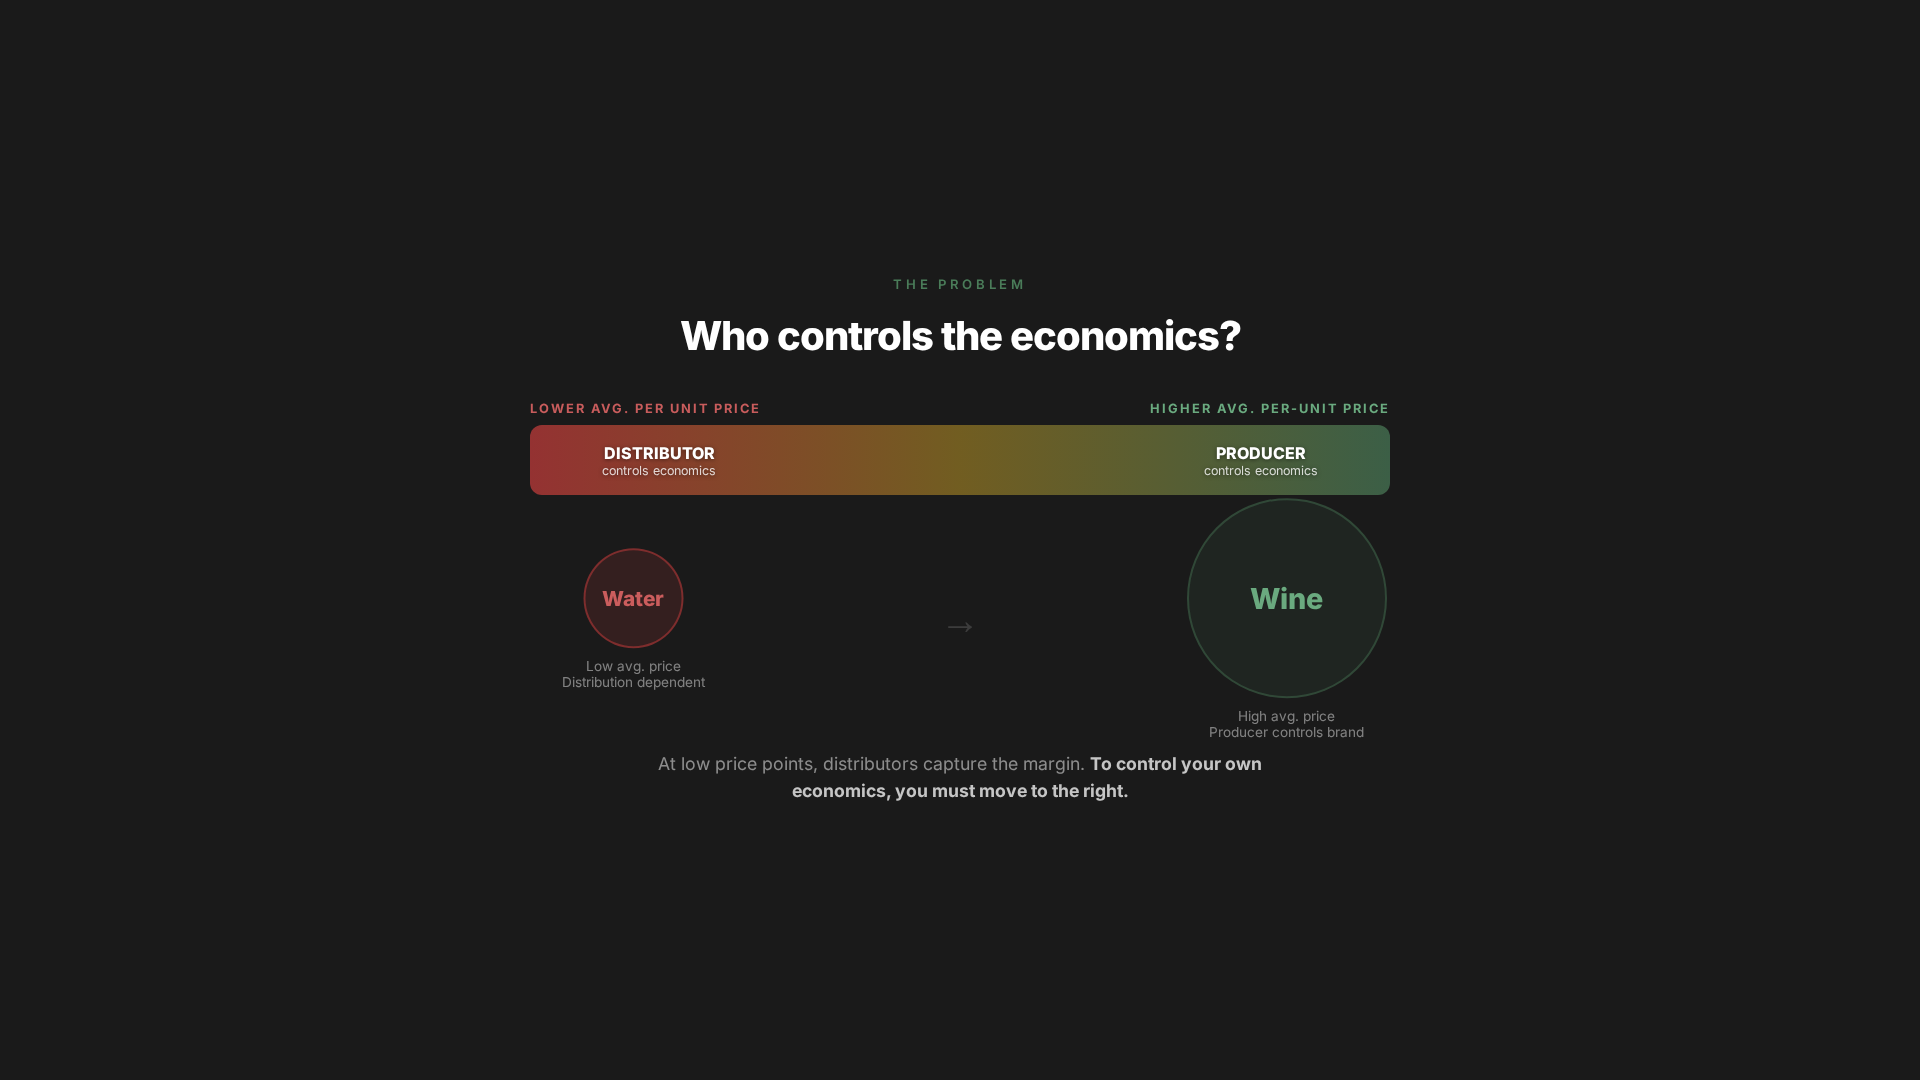 THE PROBLEM
Who controls the economics?
LOWER AVG. PER UNIT PRICE
HIGHER AVG. PER-UNIT PRICE
DISTRIBUTOR
controls economics
PRODUCER
controls economics
Water
→
Wine
Low avg. price
Distribution dependent
High avg. price
Producer controls brand
At low price points, distributors capture the margin. To control your own
economics, you must move to the right.